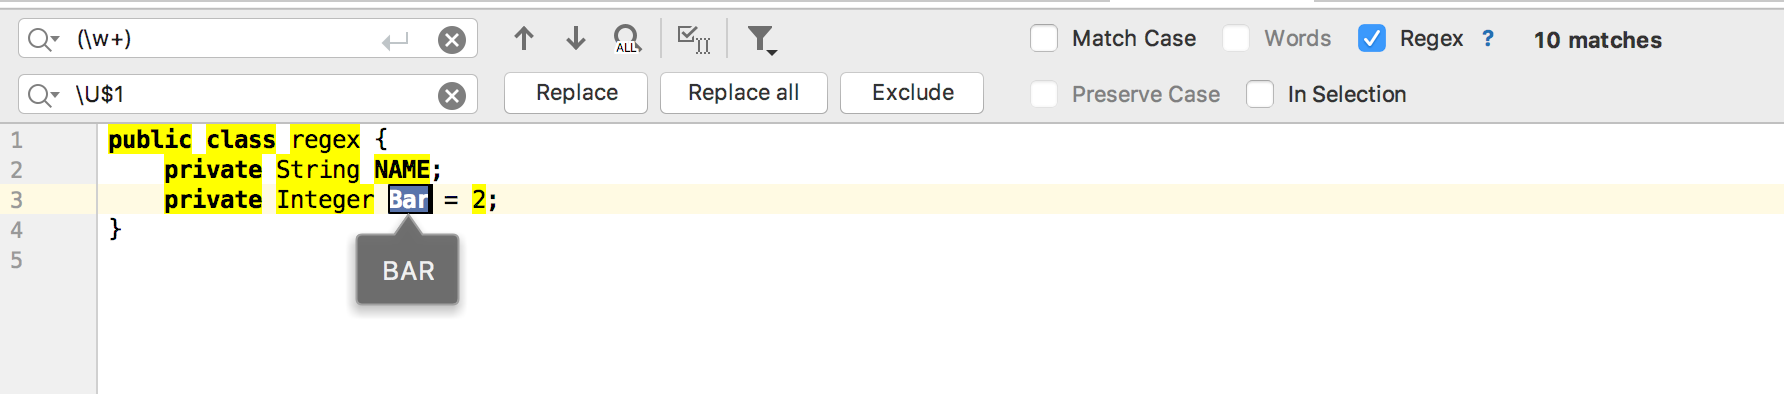 (\w+) ALL Match Case Words Regex ? 10 matches
\U$1 Replace Replace all Exclude Preserve Case In Selection
1 public class regex {
2 private String NAME;
3 private Integer Bar = 2;
4 }
BAR
5